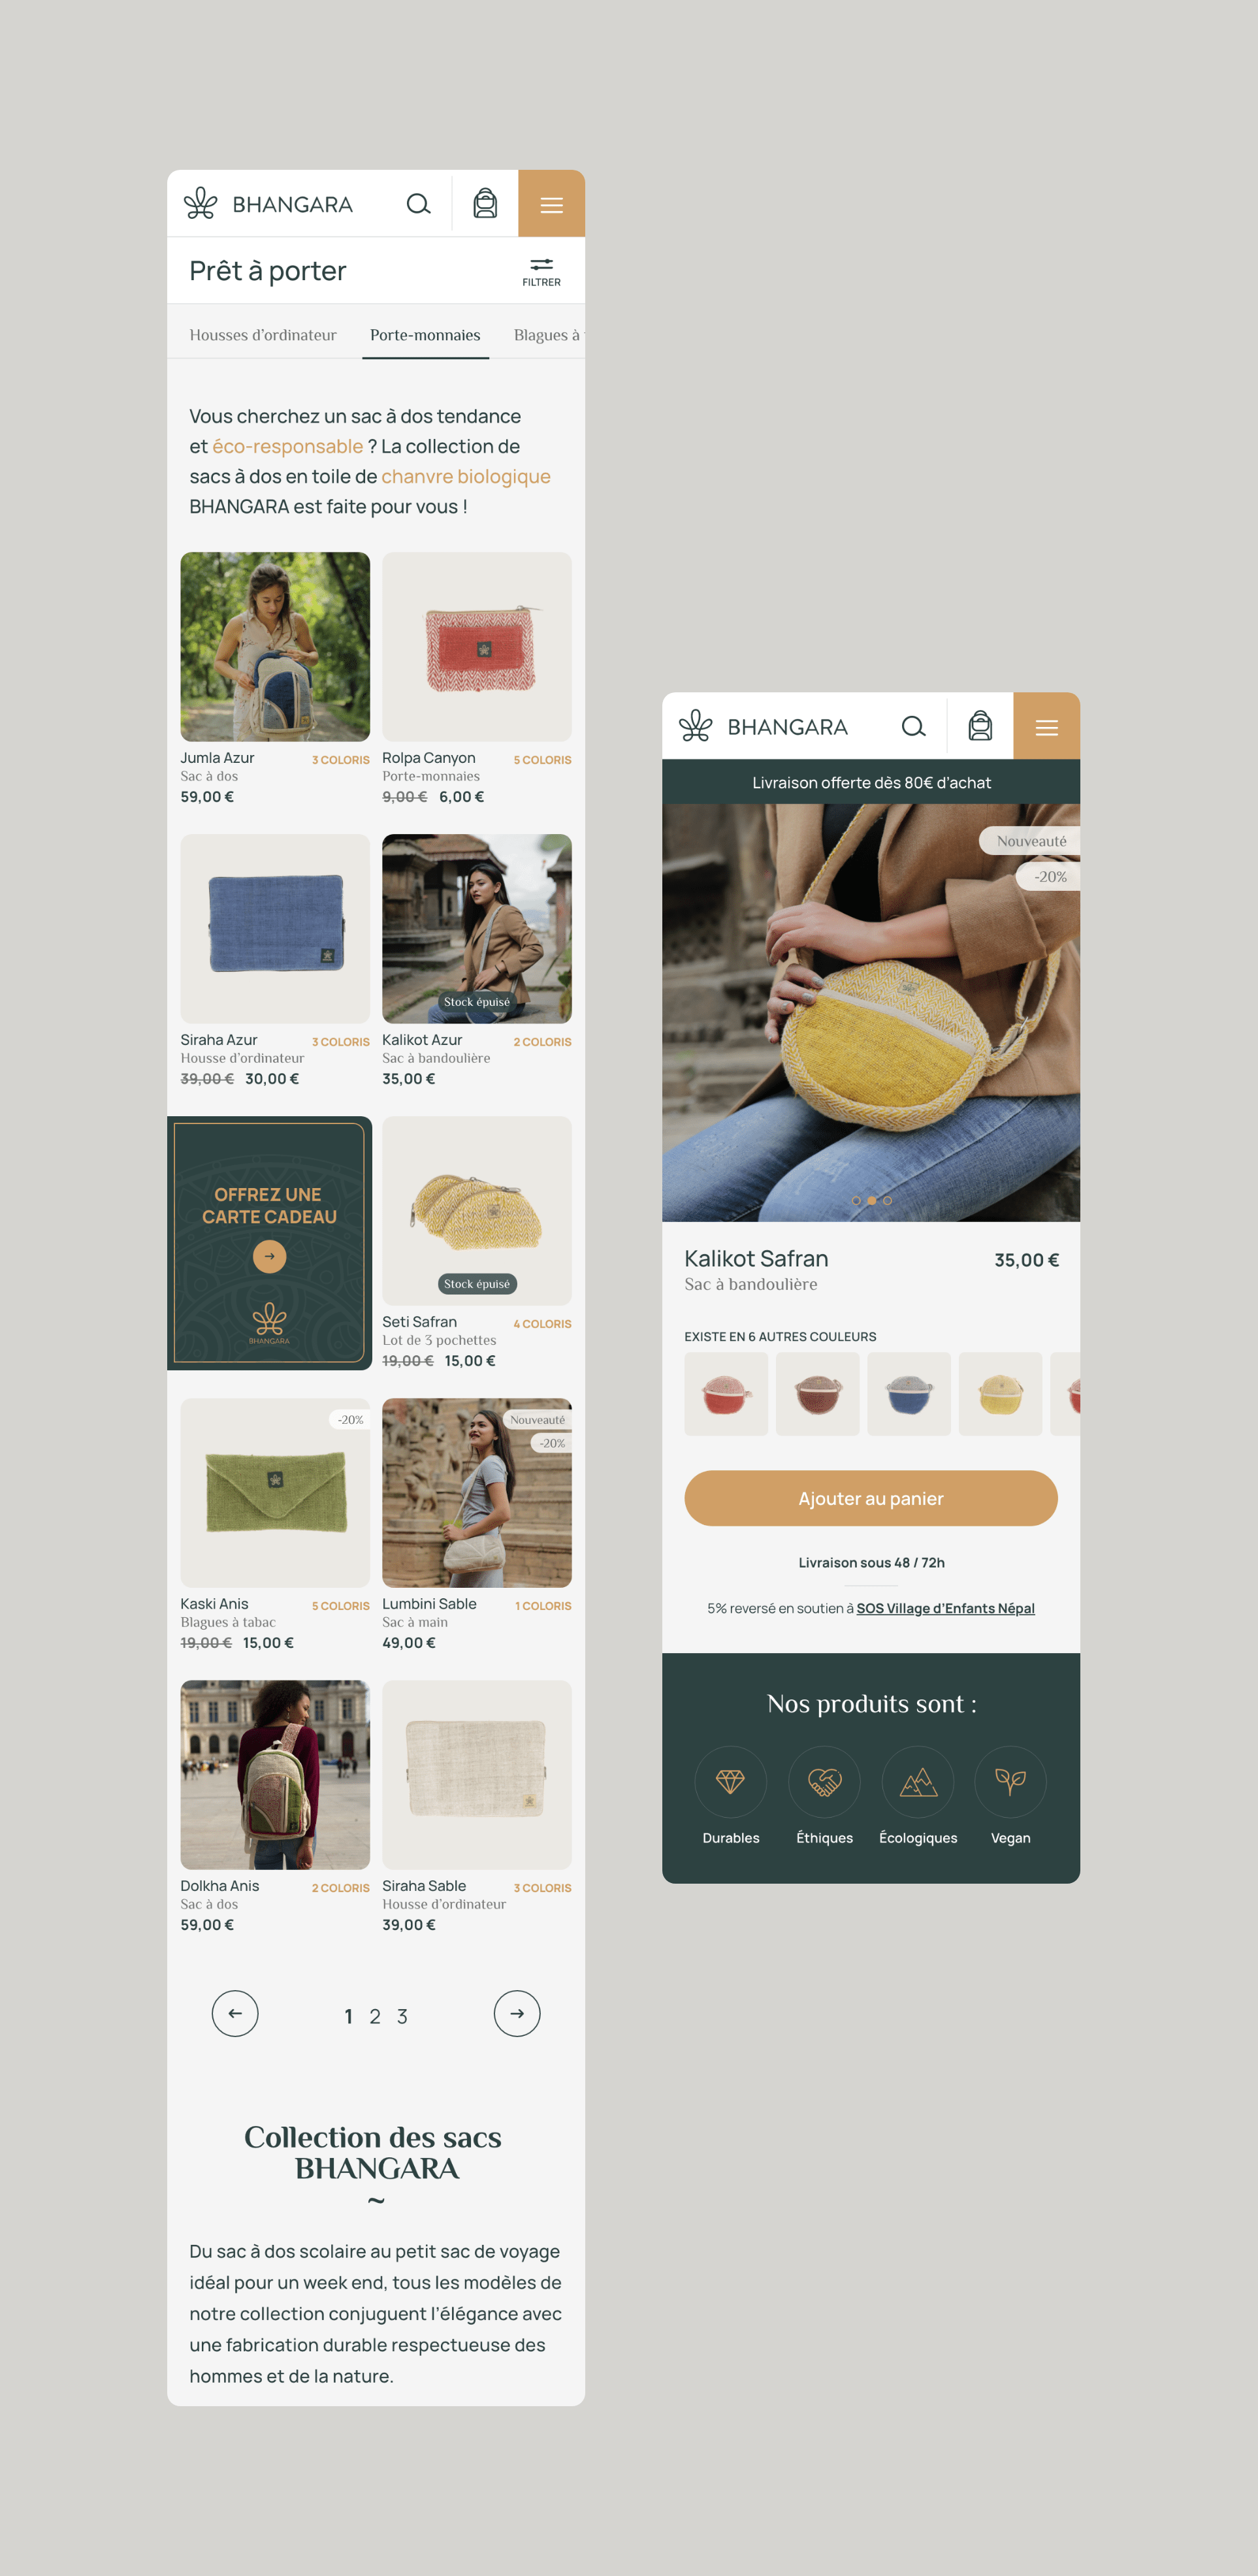 BHANGARA
Prêt à porter
FILTRER
Housses d’ordinateur
Porte-monnaies
Blagues à
Vous cherchez un sac à dos tendance
et éco-responsable ? La collection de
sacs à dos en toile de chanvre biologique
BHANGARA est faite pour vous !
Jumla Azur
3 COLORIS
Sac à dos
59,00 €
Rolpa Canyon
5 COLORIS
Porte-monnaies
9,00 € 6,00 €
Siraha Azur
3 COLORIS
Housse d’ordinateur
39,00 € 30,00 €
Stock épuisé
Kalikot Azur
2 COLORIS
Sac à bandoulière
35,00 €
OFFREZ UNE
CARTE CADEAU
BHANGARA
Stock épuisé
Seti Safran
4 COLORIS
Lot de 3 pochettes
19,00 € 15,00 €
-20%
Kaski Anis
5 COLORIS
Blagues à tabac
19,00 € 15,00 €
Nouveauté
-20%
Lumbini Sable
1 COLORIS
Sac à main
49,00 €
Dolkha Anis
2 COLORIS
Sac à dos
59,00 €
Siraha Sable
3 COLORIS
Housse d’ordinateur
39,00 €
1 2 3
Collection des sacs
BHANGARA
~
Du sac à dos scolaire au petit sac de voyage
idéal pour un week end, tous les modèles de
notre collection conjuguent l’élégance avec
une fabrication durable respectueuse des
hommes et de la nature.
BHANGARA
Livraison offerte dès 80€ d’achat
Nouveauté
-20%
Kalikot Safran
35,00 €
Sac à bandoulière
EXISTE EN 6 AUTRES COULEURS
Ajouter au panier
Livraison sous 48 / 72h
5% reversé en soutien à SOS Village d’Enfants Népal
Nos produits sont :
Durables
Éthiques
Écologiques
Vegan